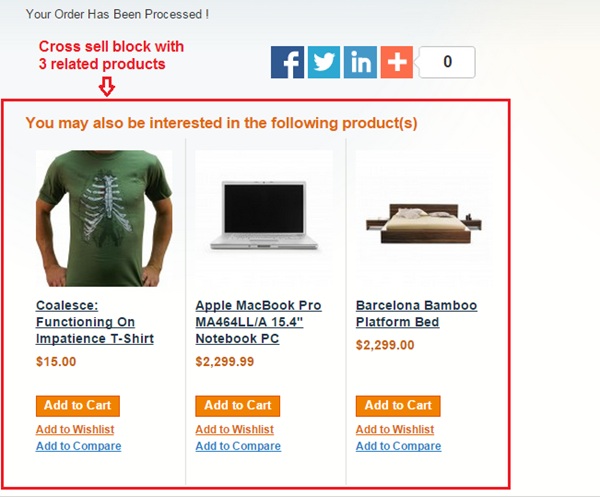 Your Order Has Been Processed !
Cross sell block with
3 related products
f in + 0
You may also be interested in the following product(s)
Coalesce:
Functioning On
Impatience T-Shirt
$15.00
Add to Cart
Add to Wishlist
Add to Compare
Apple MacBook Pro
MA464LL/A 15.4"
Notebook PC
$2,299.99
Add to Cart
Add to Wishlist
Add to Compare
Barcelona Bamboo
Platform Bed
$2,299.00
Add to Cart
Add to Wishlist
Add to Compare